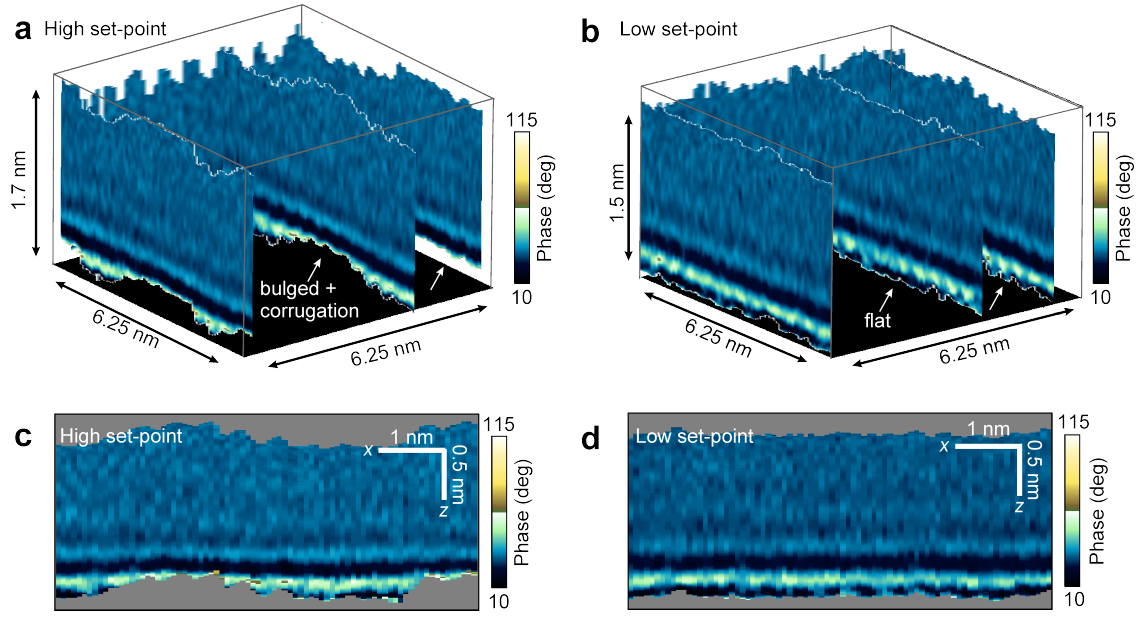 a High set-point
1.7 nm
bulged +
corrugation
6.25 nm
6.25 nm
115
Phase (deg)
10
b Low set-point
1.5 nm
flat
6.25 nm
6.25 nm
115
Phase (deg)
10
c High set-point
1 nm
x
0.5 nm
z
115
Phase (deg)
10
d Low set-point
1 nm
x
0.5 nm
z
115
Phase (deg)
10